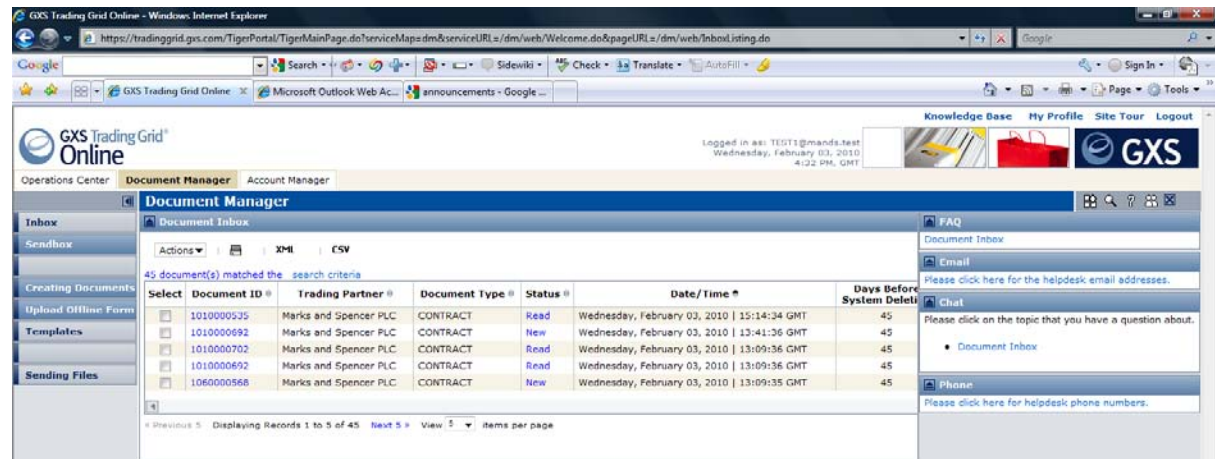 GXS Trading Grid Online - Windows Internet Explorer
https://tradinggrid.gxs.com/TigerPortal/TigerMainPage.do?serviceMap=dm&serviceURL=/dm/web/Welcome.do&pageURL=/dm/web/InboxListing.do
Google
Google Search Sidewiki Check Translate AutoFill Sign In
GXS Trading Grid Online Microsoft Outlook Web Ac... announcements - Google ... Page Tools
Knowledge Base My Profile Site Tour Logout
GXS Trading Grid®
Online
Logged in as: TEST1@mands.test
Wednesday, February 03, 2010
4:32 PM, GMT
GXS
Operations Center Document Manager Account Manager
Document Manager
Inbox
Sendbox
Creating Documents
Upload Offline Form
Templates
Sending Files
Document Inbox
Actions XML CSV
45 document(s) matched the search criteria
Select Document ID Trading Partner Document Type Status Date/Time Days Before System Deleti
1010000535 Marks and Spencer PLC CONTRACT Read Wednesday, February 03, 2010 | 15:14:34 GMT 45
1010000692 Marks and Spencer PLC CONTRACT New Wednesday, February 03, 2010 | 13:41:36 GMT 45
1010000702 Marks and Spencer PLC CONTRACT Read Wednesday, February 03, 2010 | 13:09:36 GMT 45
1010000692 Marks and Spencer PLC CONTRACT Read Wednesday, February 03, 2010 | 13:09:36 GMT 45
1060000568 Marks and Spencer PLC CONTRACT New Wednesday, February 03, 2010 | 13:09:35 GMT 45
« Previous 5 Displaying Records 1 to 5 of 45 Next 5 » View 5 items per page
FAQ
Document Inbox
Email
Please click here for the helpdesk email addresses.
Chat
Please click on the topic that you have a question about.
• Document Inbox
Phone
Please click here for helpdesk phone numbers.